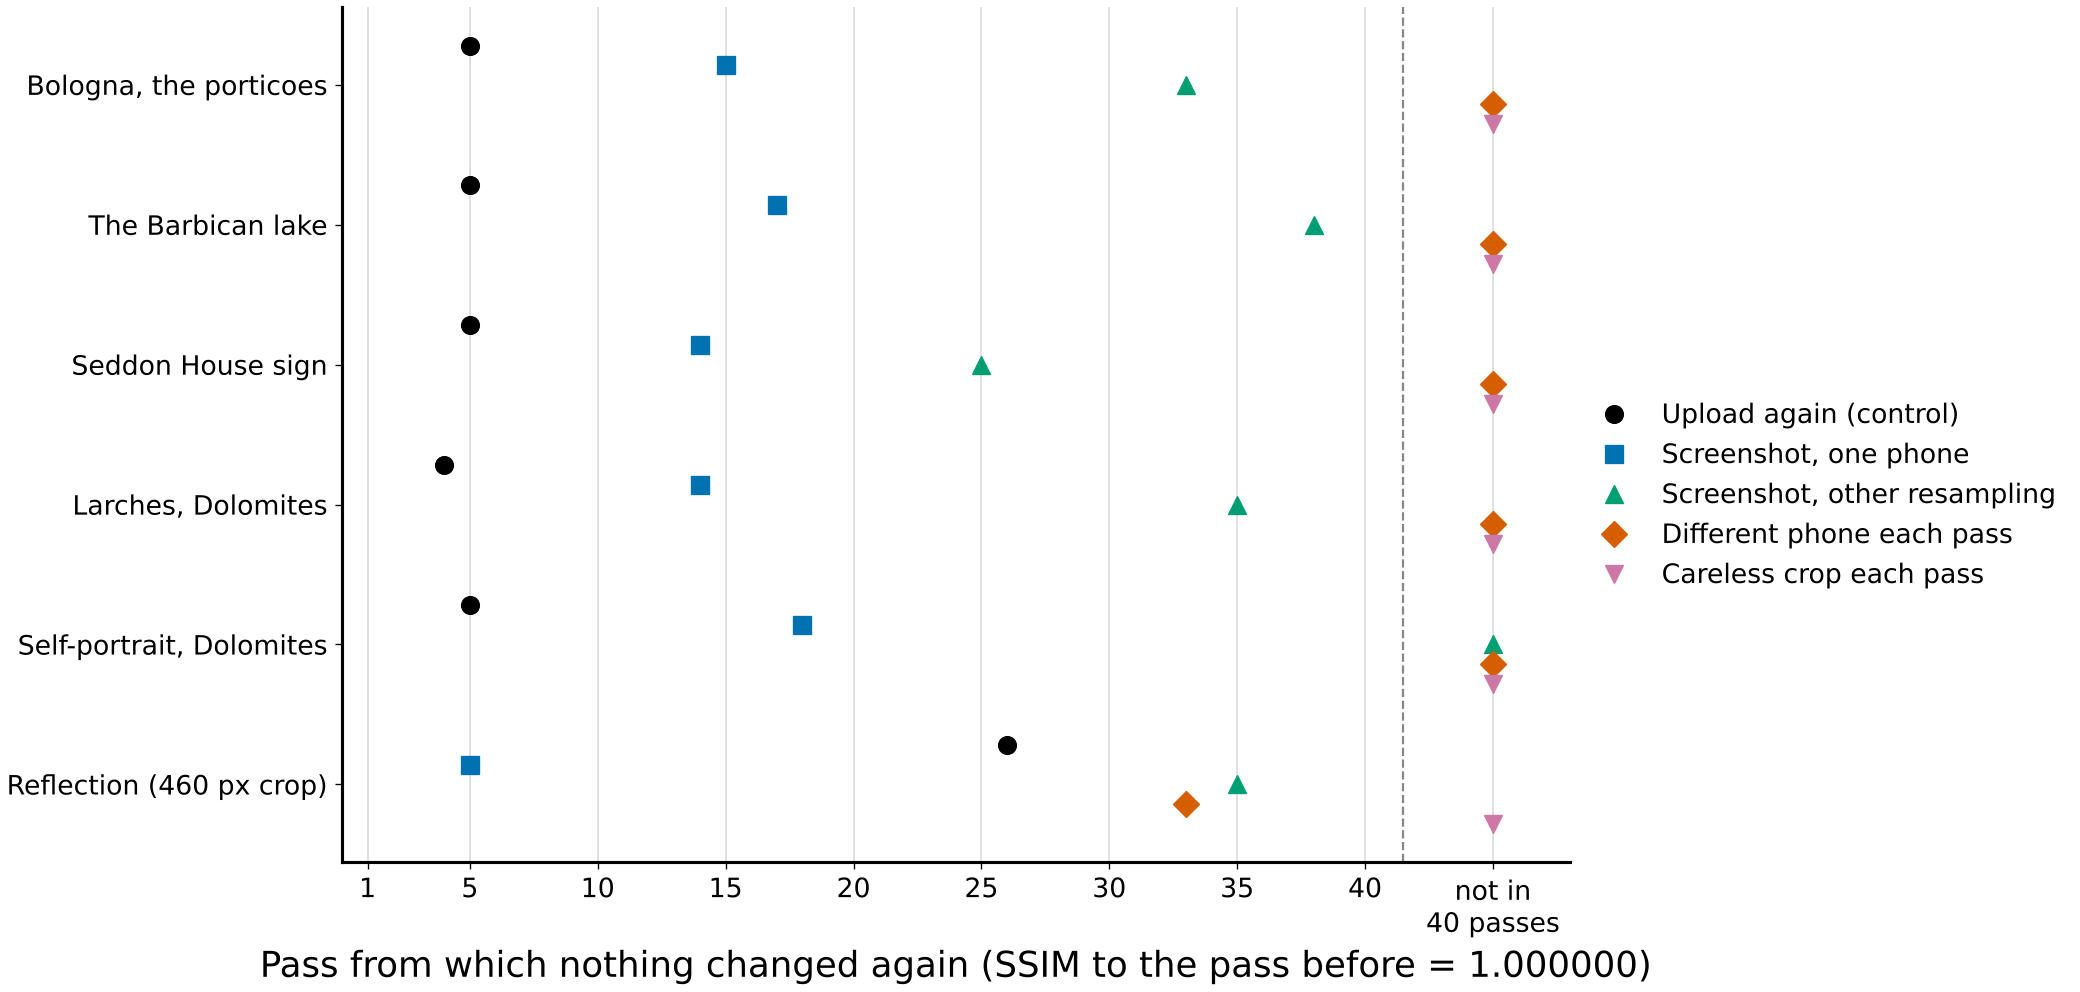 Bologna, the porticoes
The Barbican lake
Seddon House sign
Larches, Dolomites
Self-portrait, Dolomites
Reflection (460 px crop)
Upload again (control)
Screenshot, one phone
Screenshot, other resampling
Different phone each pass
Careless crop each pass
1 5 10 15 20 25 30 35 40 not in
40 passes
Pass from which nothing changed again (SSIM to the pass before = 1.000000)